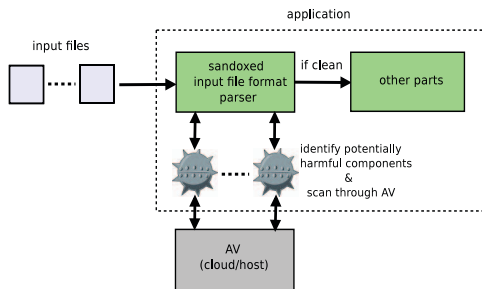 application
input files
sandoxed
input file format
parser
if clean
other parts
identify potentially
harmful components
&
scan through AV
AV
(cloud/host)